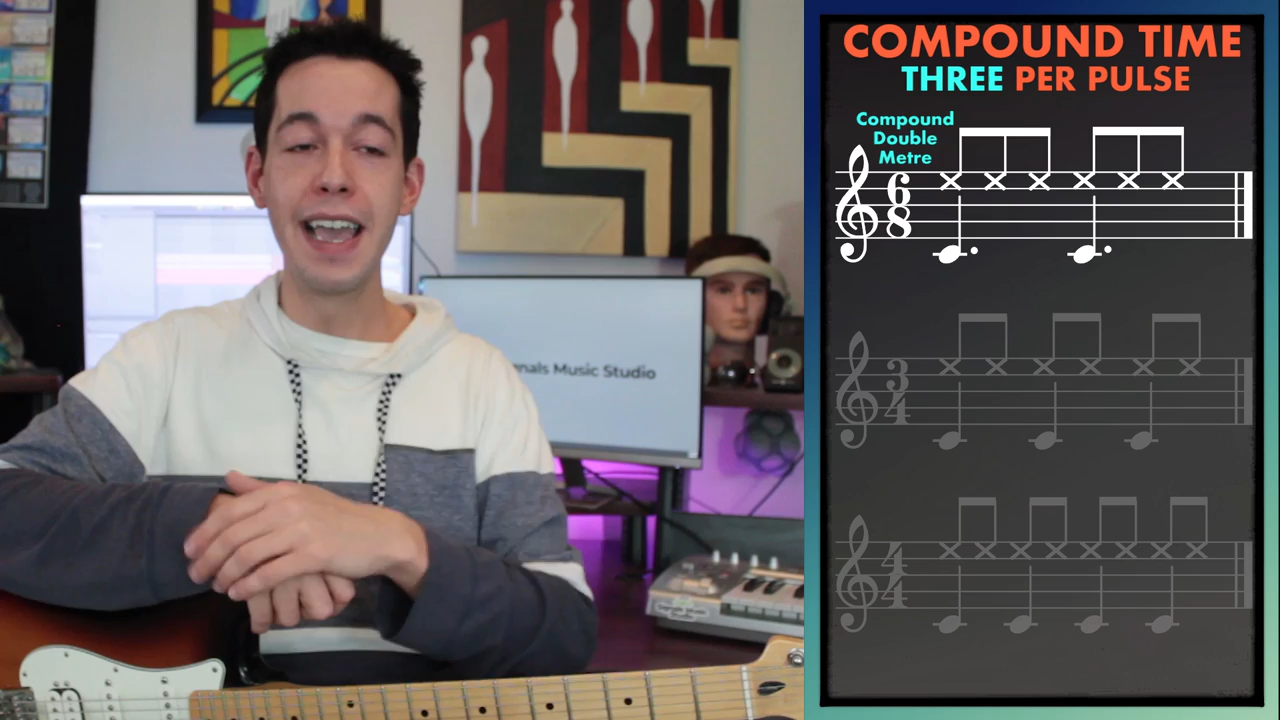 COMPOUND TIME
THREE PER PULSE
Compound
Double
Metre
6
8
3
4
4
4
nals Music Studio